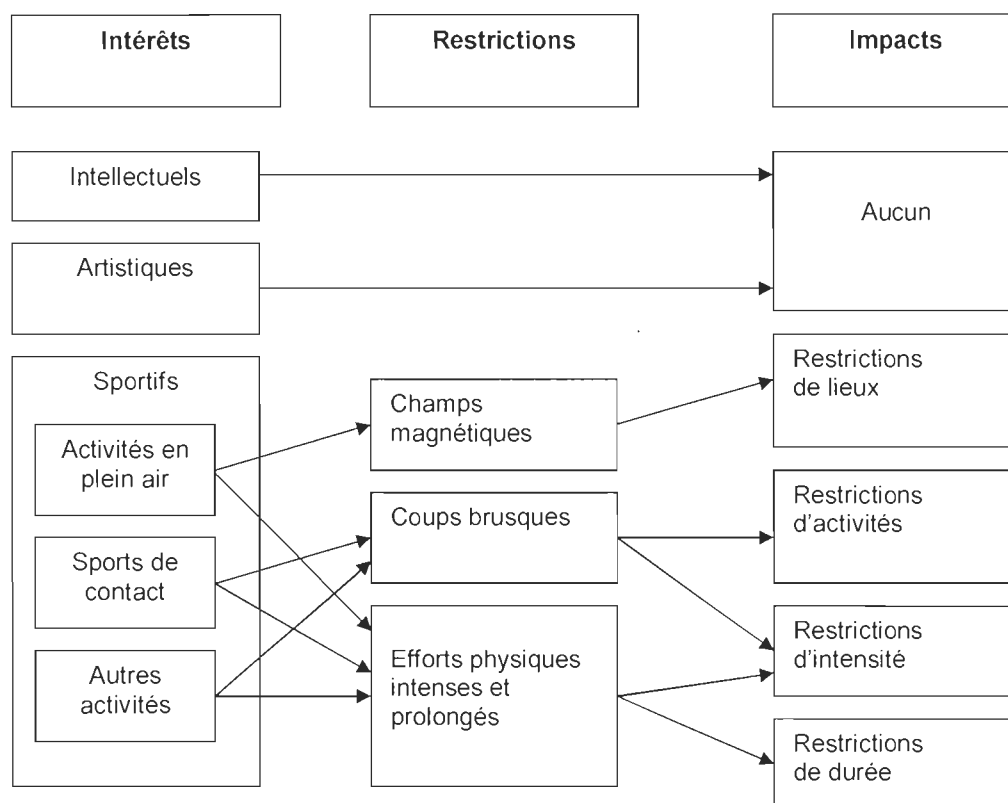 Intérêts
Restrictions
Impacts
Intellectuels
Aucun
Artistiques
Sportifs
Activités en
plein air
Sports de
contact
Autres
activités
Champs
magnétiques
Coups brusques
Efforts physiques
intenses et
prolongés
Restrictions
de lieux
Restrictions
d'activités
Restrictions
d'intensité
Restrictions
de durée